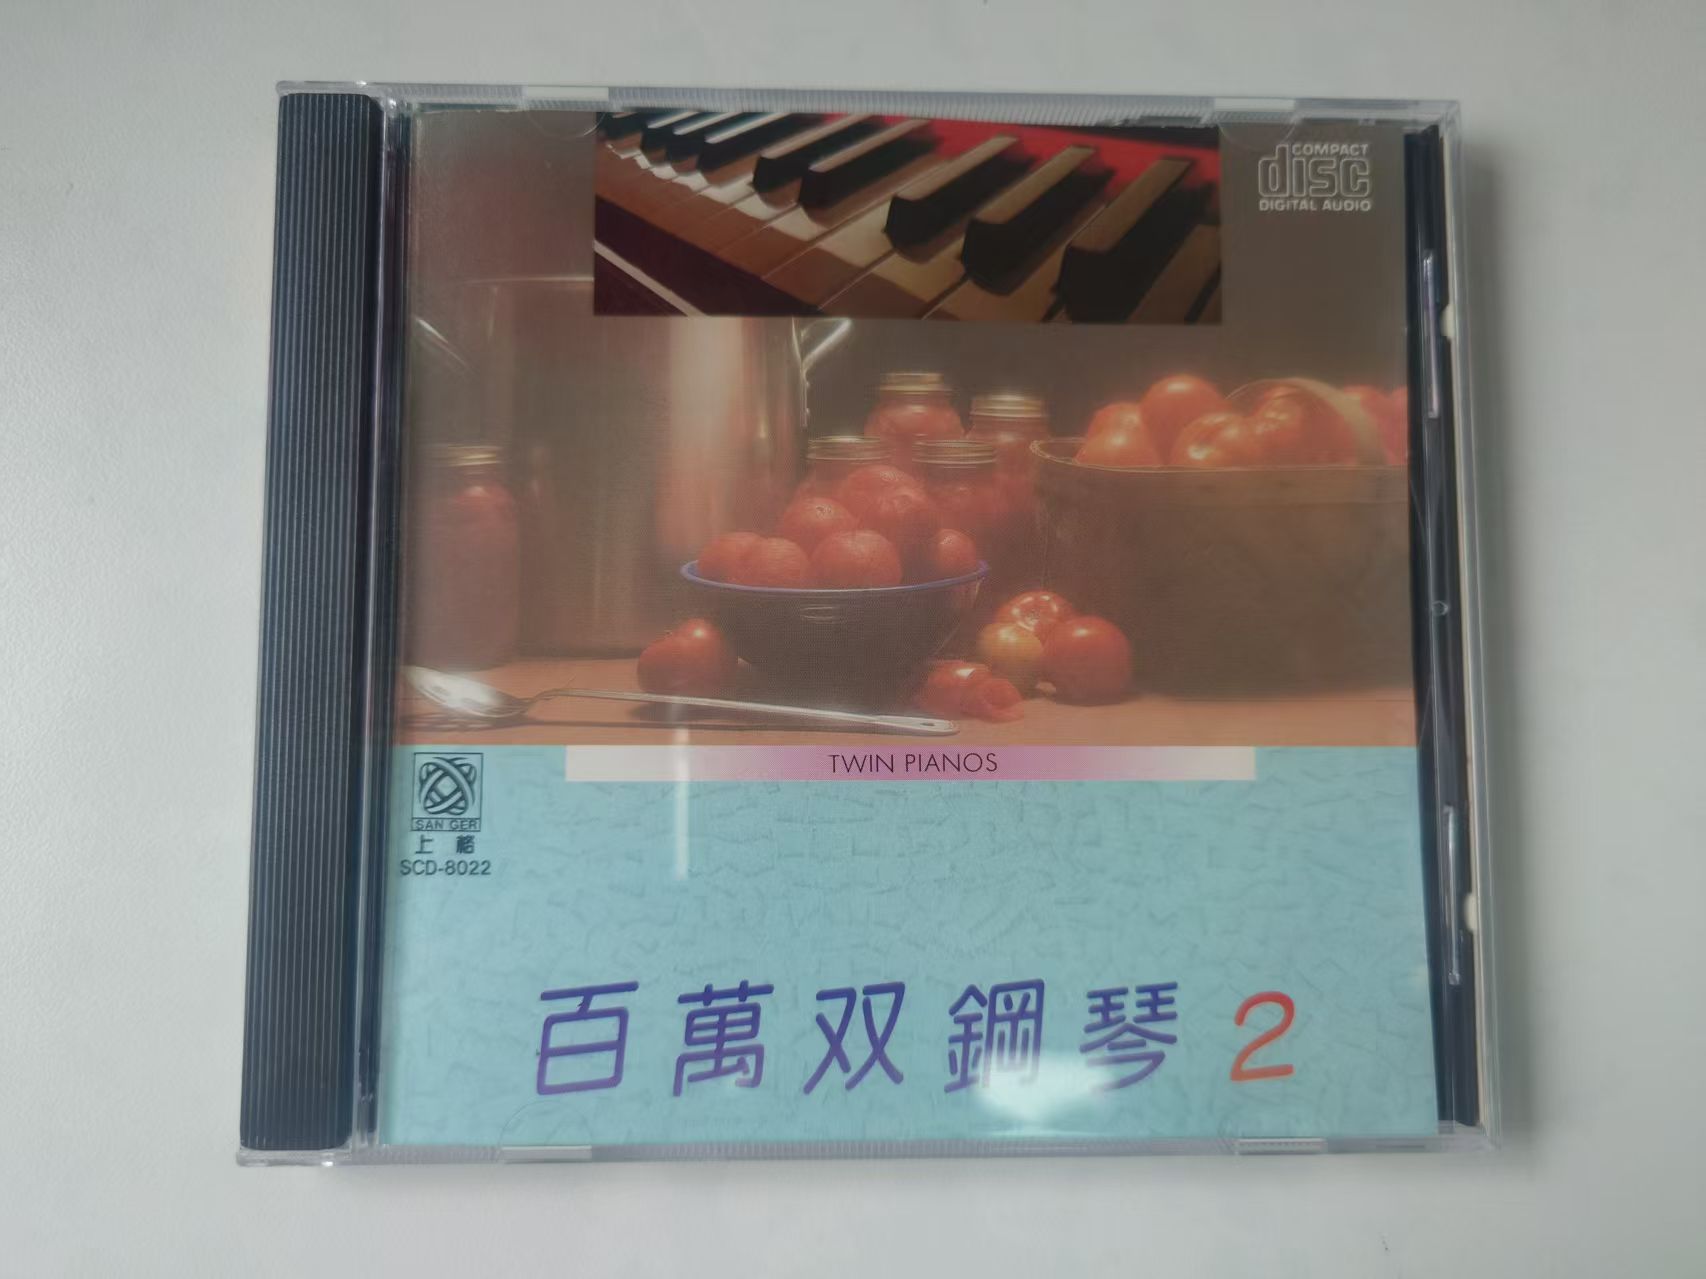 COMPACT
disc
DIGITAL AUDIO
TWIN PIANOS
SAN GER
上格
SCD-8022
百萬双鋼琴2